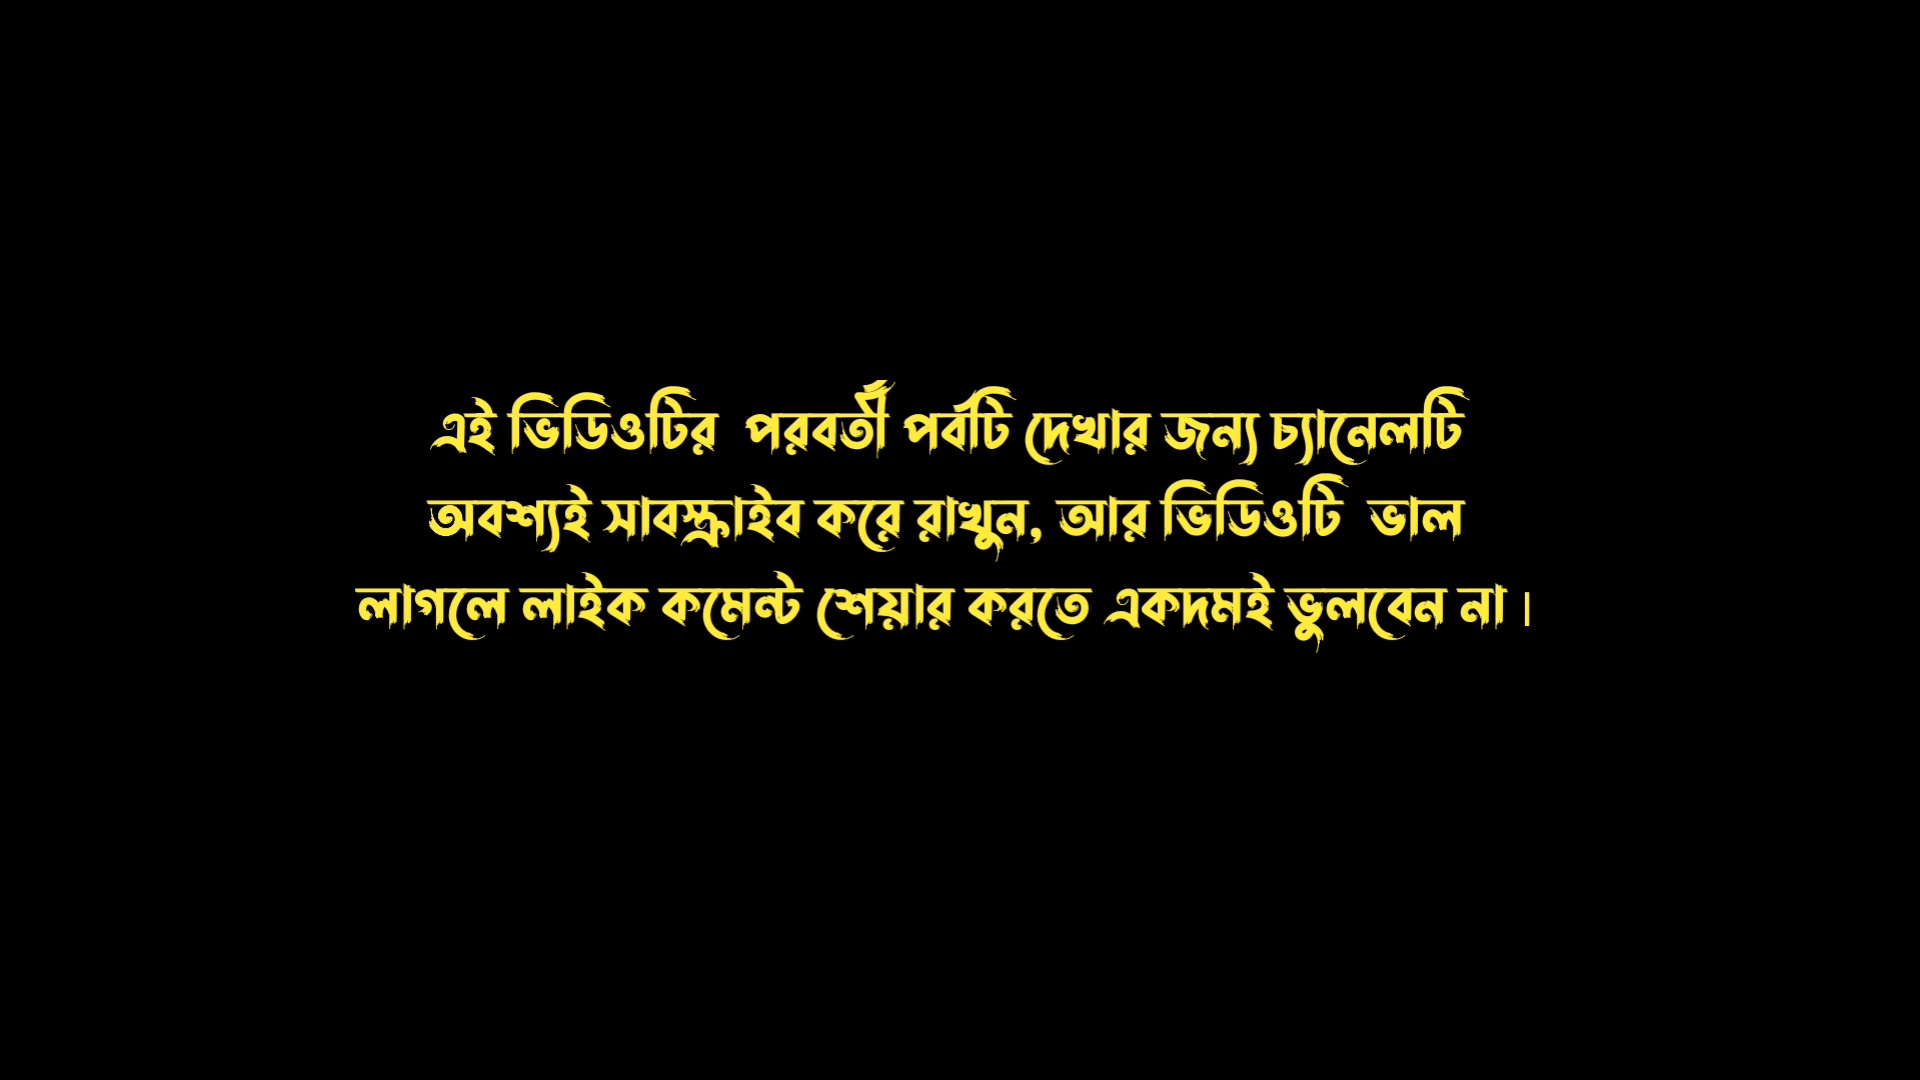 এই ভিডিওটির পরবর্তী পর্বটি দেখার জন্য চ্যানেলটি
অবশ্যই সাবস্ক্রাইব করে রাখুন, আর ভিডিওটি ভাল
লাগলে লাইক কমেন্ট শেয়ার করতে একদমই ভুলবেন না।